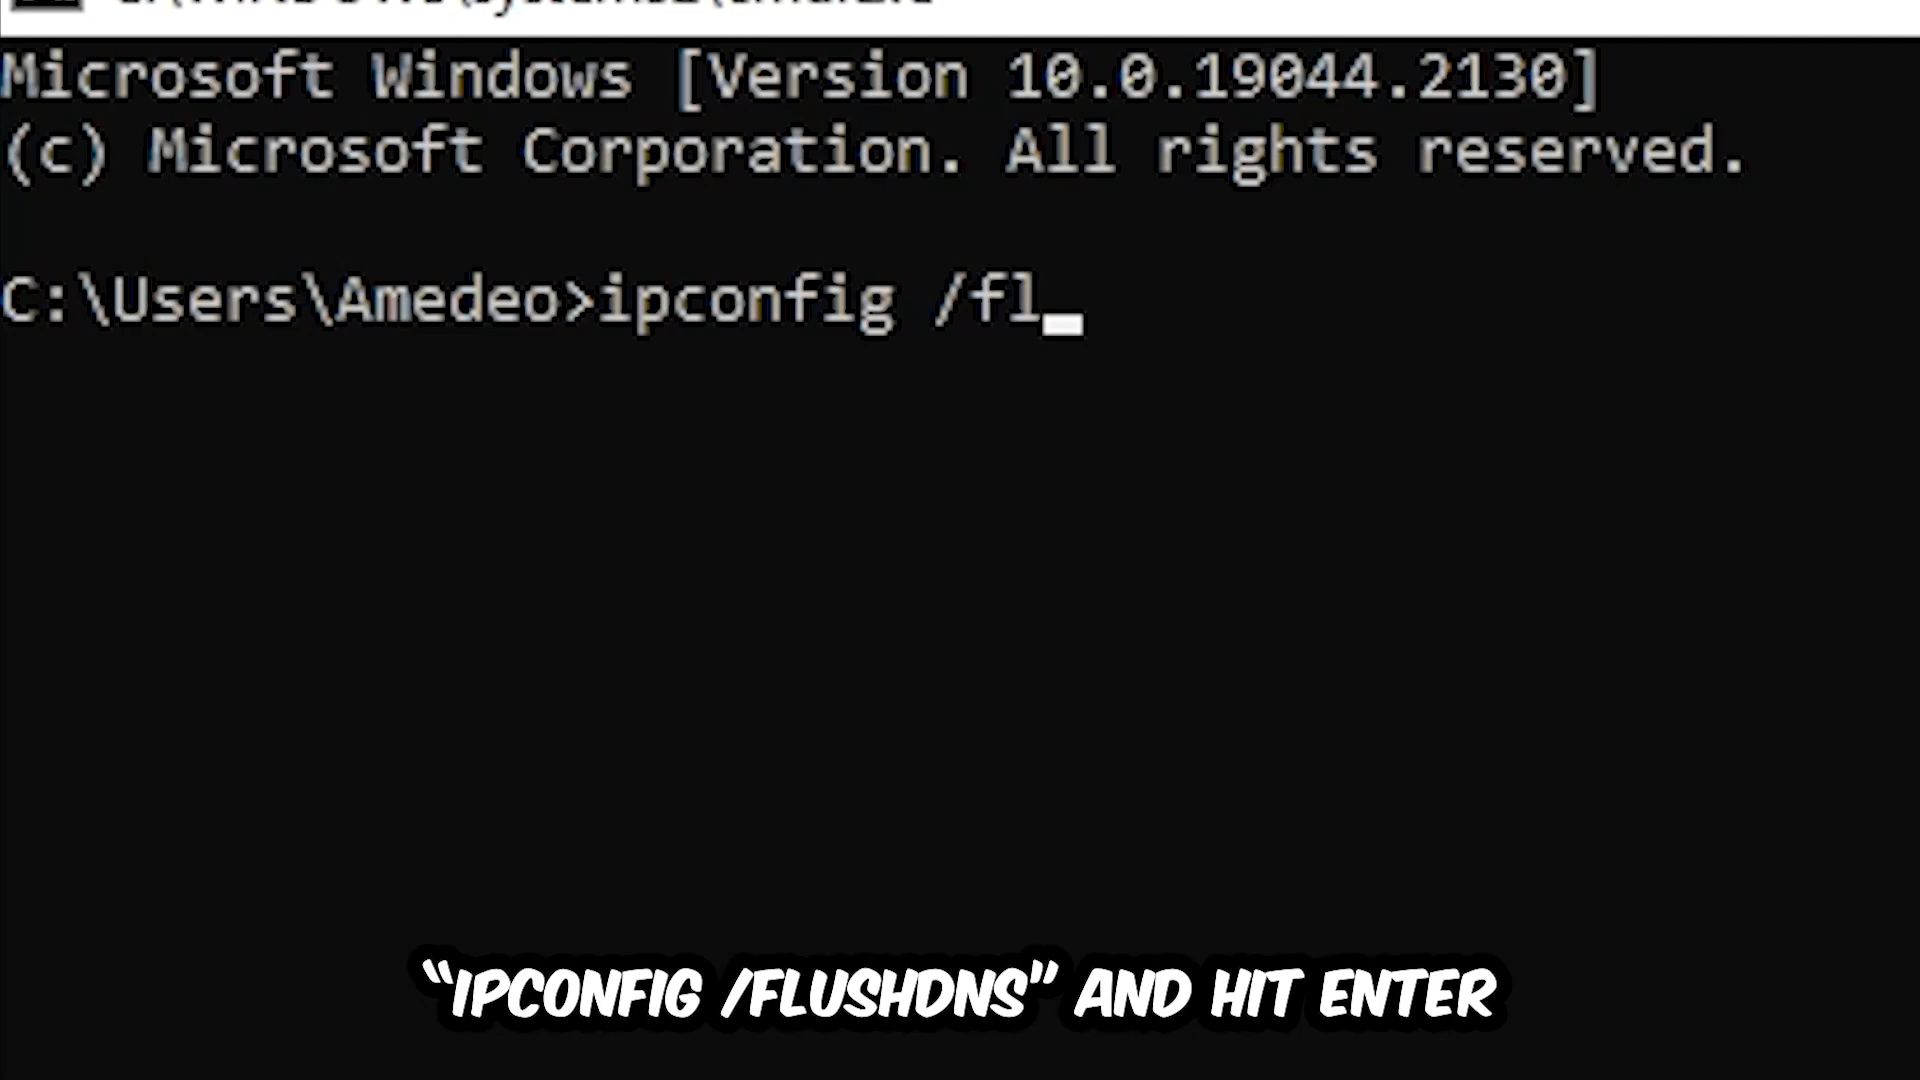 Microsoft Windows [Version 10.0.19044.2130]
(c) Microsoft Corporation. All rights reserved.
C:\Users\Amedeo>ipconfig /fl
“IPCONFIG /FLUSHDNS” AND HIT ENTER